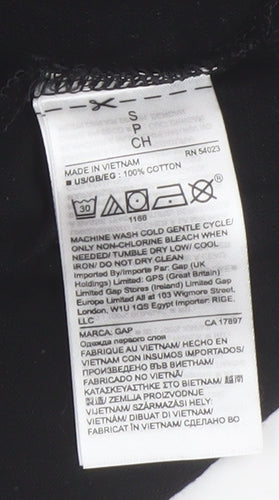 S
P
CH
RN 54023
MADE IN VIETNAM
■ US/GB/EG : 100% COTTON
30
1166
MACHINE WASH COLD GENTLE CYCLE/
ONLY NON-CHLORINE BLEACH WHEN
NEEDED/ TUMBLE DRY LOW/ COOL
IRON/ DO NOT DRY CLEAN
Imported By/Importe Par: Gap (UK
Holdings) Limited: GPS (Great Britain)
Limited Gap Stores (Ireland) Limited Gap
Europe Limited All at 103 Wigmore Street,
London, W1U 1QS Egypt Importer: RIGE,
LLC
MARCA: GAP CA 17897
Одежда первого слоя
FABRIQUE AU VIETNAM/ HECHO EN
VIETNAM CON INSUMOS IMPORTADOS/
ПРОИЗВЕДЕНО ВЪВ ВИЕТНАМ/
FABRICADO NO VIETNAM/
ΚΑΤΑΣΚΕΥΑΣΤΗΚΕ ΣΤΟ ΒΙΕΤΝΑΜ/ 越南
製造/ ZEMLJA PROIZVODNJE
VIJETNAM/ SZÁRMAZÁSI HELY:
VIETNÁM/ DIBUAT DI VIETNAM/
FABRICAT ÎN VIETNAM/ СДЕЛАНО ВО